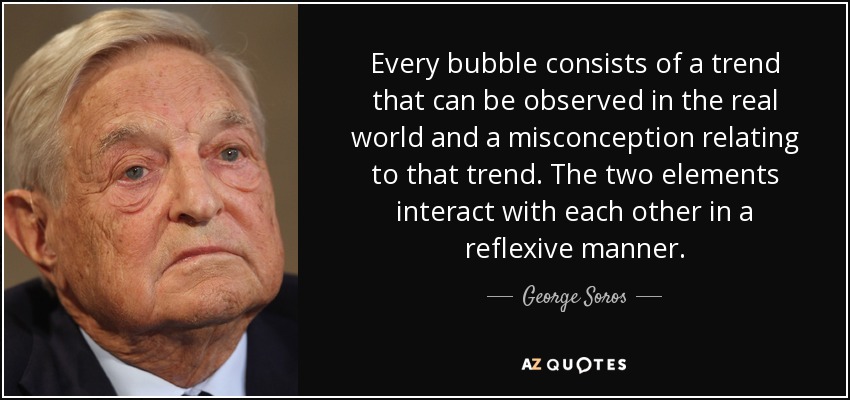 Every bubble consists of a trend
that can be observed in the real
world and a misconception relating
to that trend. The two elements
interact with each other in a
reflexive manner.
George Soros
AZ QUOTES